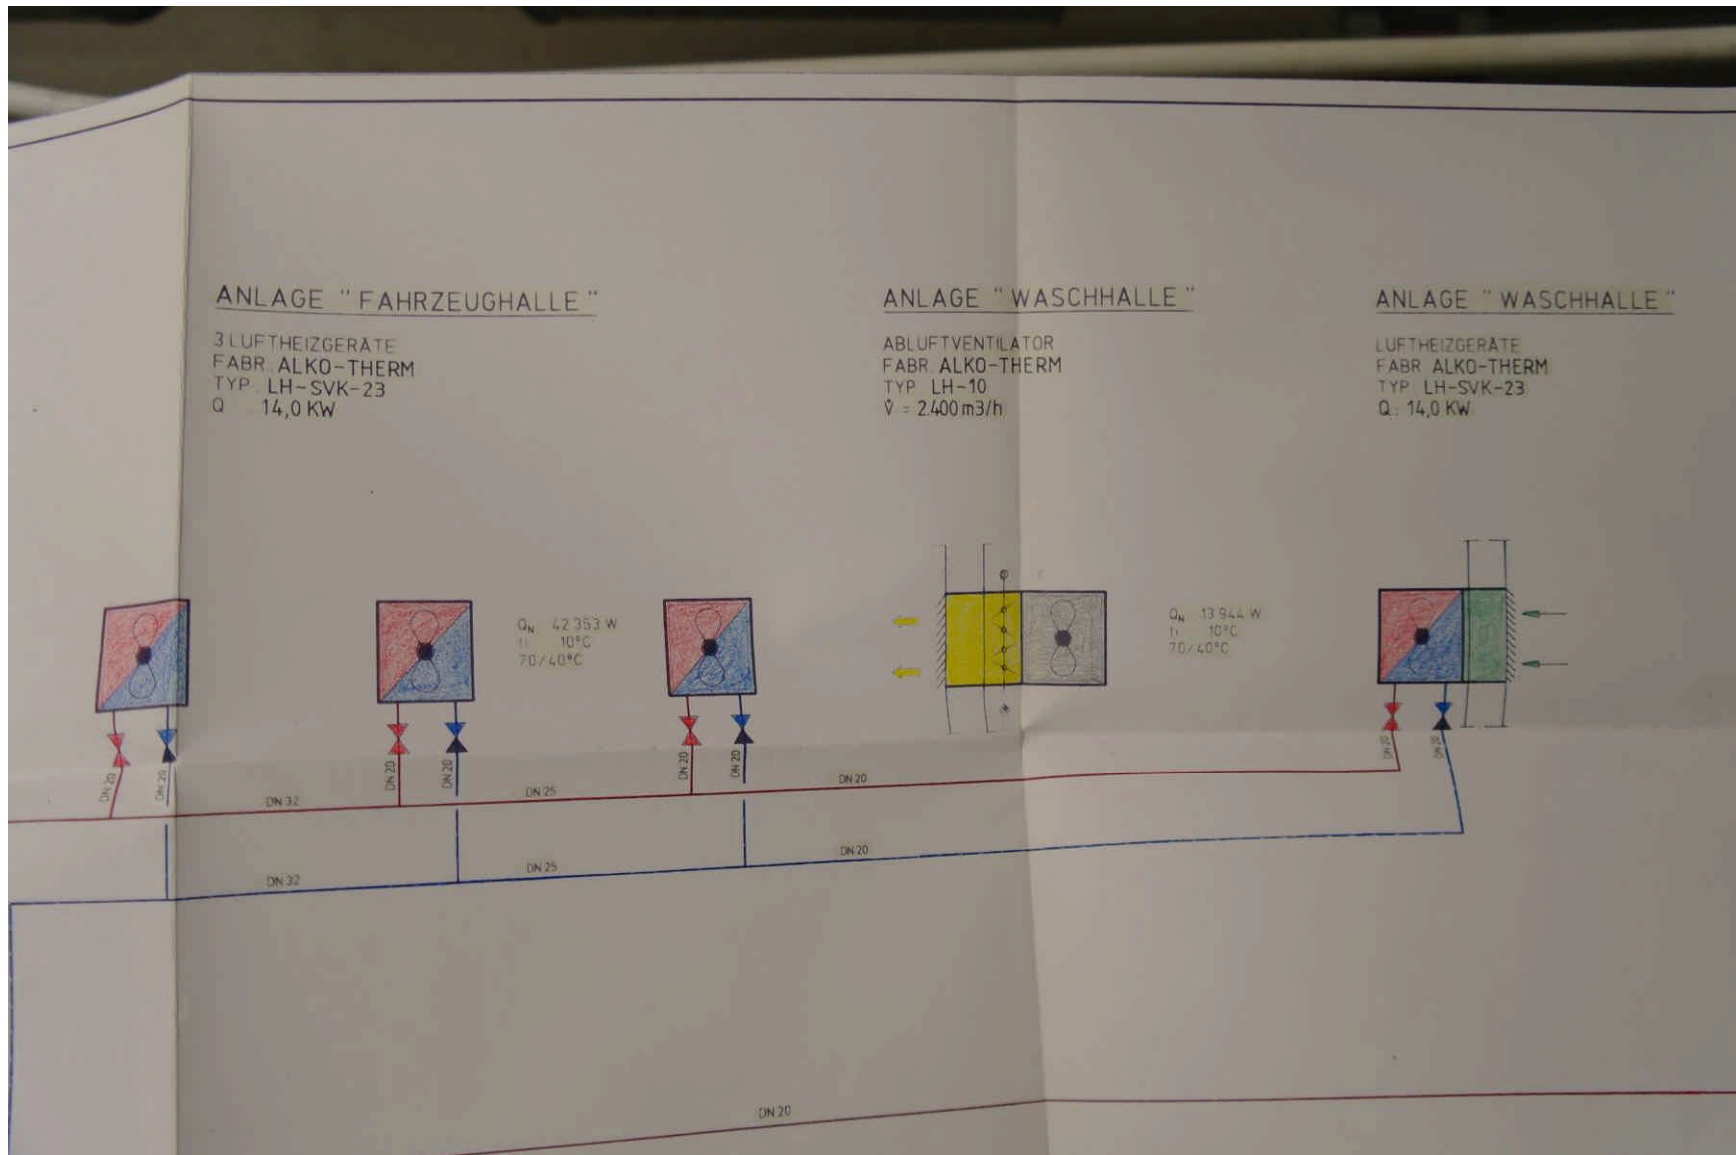 ANLAGE "FAHRZEUGHALLE"
3 LUFTHEIZGERÄTE
FABR. ALKO-THERM
TYP LH-SVK-23
Q 14,0 KW
ANLAGE "WASCHHALLE"
ABLUFTVENTILATOR
FABR. ALKO-THERM
TYP LH-10
V̇ = 2.400 m3/h
ANLAGE "WASCHHALLE"
LUFTHEIZGERÄTE
FABR ALKO-THERM
TYP LH-SVK-23
Q: 14,0 KW
QN 42 353 W
10°C
70/40°C
QN 13 944 W
10°C
70/40°C
DN 20
DN 20
DN 20
DN 20
DN 20
DN 20
DN 20
DN 20
DN 32
DN 25
DN 20
DN 32
DN 25
DN 20
DN 20